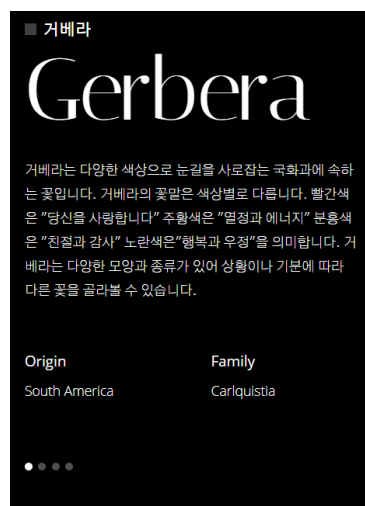 거베라
Gerbera
거베라는 다양한 색상으로 눈길을 사로잡는 국화과에 속하
는 꽃입니다. 거베라의 꽃말은 색상별로 다릅니다. 빨간색
은 "당신을 사랑합니다" 주황색은 "열정과 에너지" 분홍색
은 "친절과 감사" 노란색은"행복과 우정"을 의미합니다. 거
베라는 다양한 모양과 종류가 있어 상황이나 기분에 따라
다른 꽃을 골라볼 수 있습니다.
Origin
Family
South America
Carlquistia